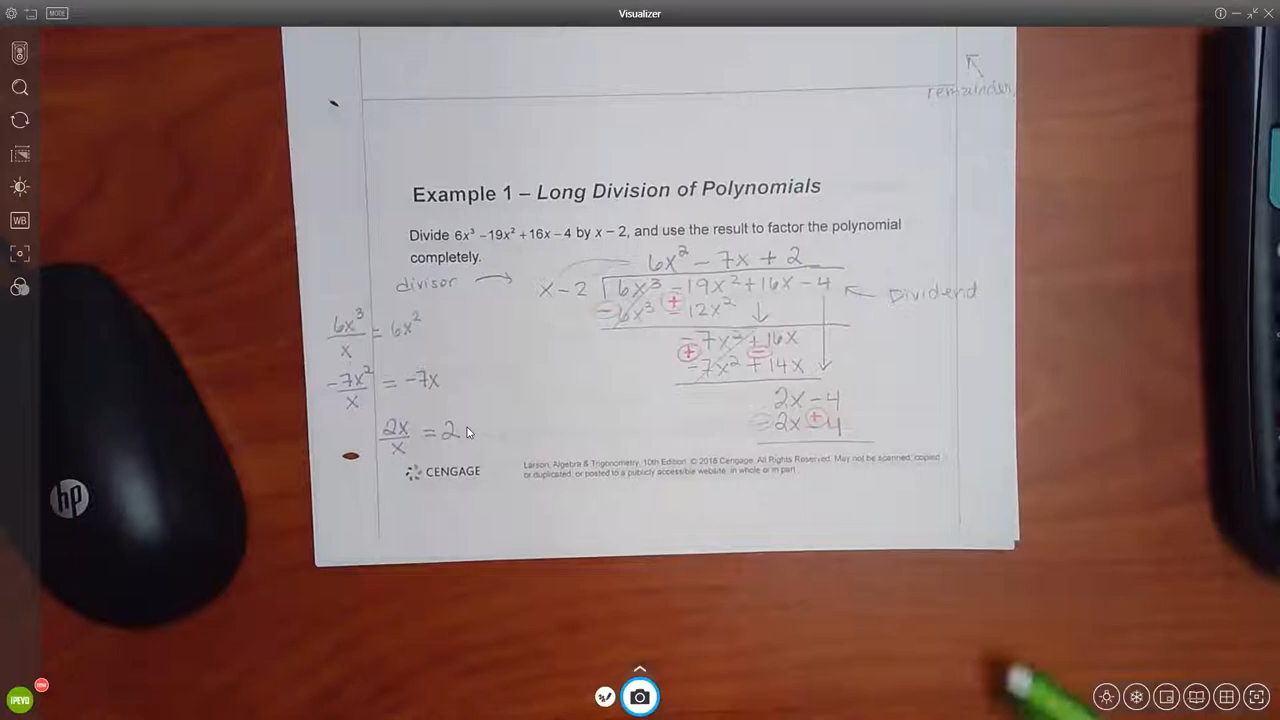 MODE
Visualizer
WB
remainder
Example 1 – Long Division of Polynomials
Divide 6x³ –19x² +16x – 4 by x – 2, and use the result to factor the polynomial
completely.
6x² – 7x + 2
divisor → x – 2 6x³ – 19x² + 16x – 4 ← Dividend
– 6x³ + – 12x² ↓
6x³/x = 6x²
– 7x² + 16x
+ – – 7x² + 14x ↓
–7x²/x = –7x
2x – 4
– 2x + – 4
2x/x = 2
CENGAGE
Larson, Algebra & Trigonometry, 10th Edition. © 2018 Cengage. All Rights Reserved. May not be scanned, copied
or duplicated, or posted to a publicly accessible website, in whole or in part.
hp
IPEVO